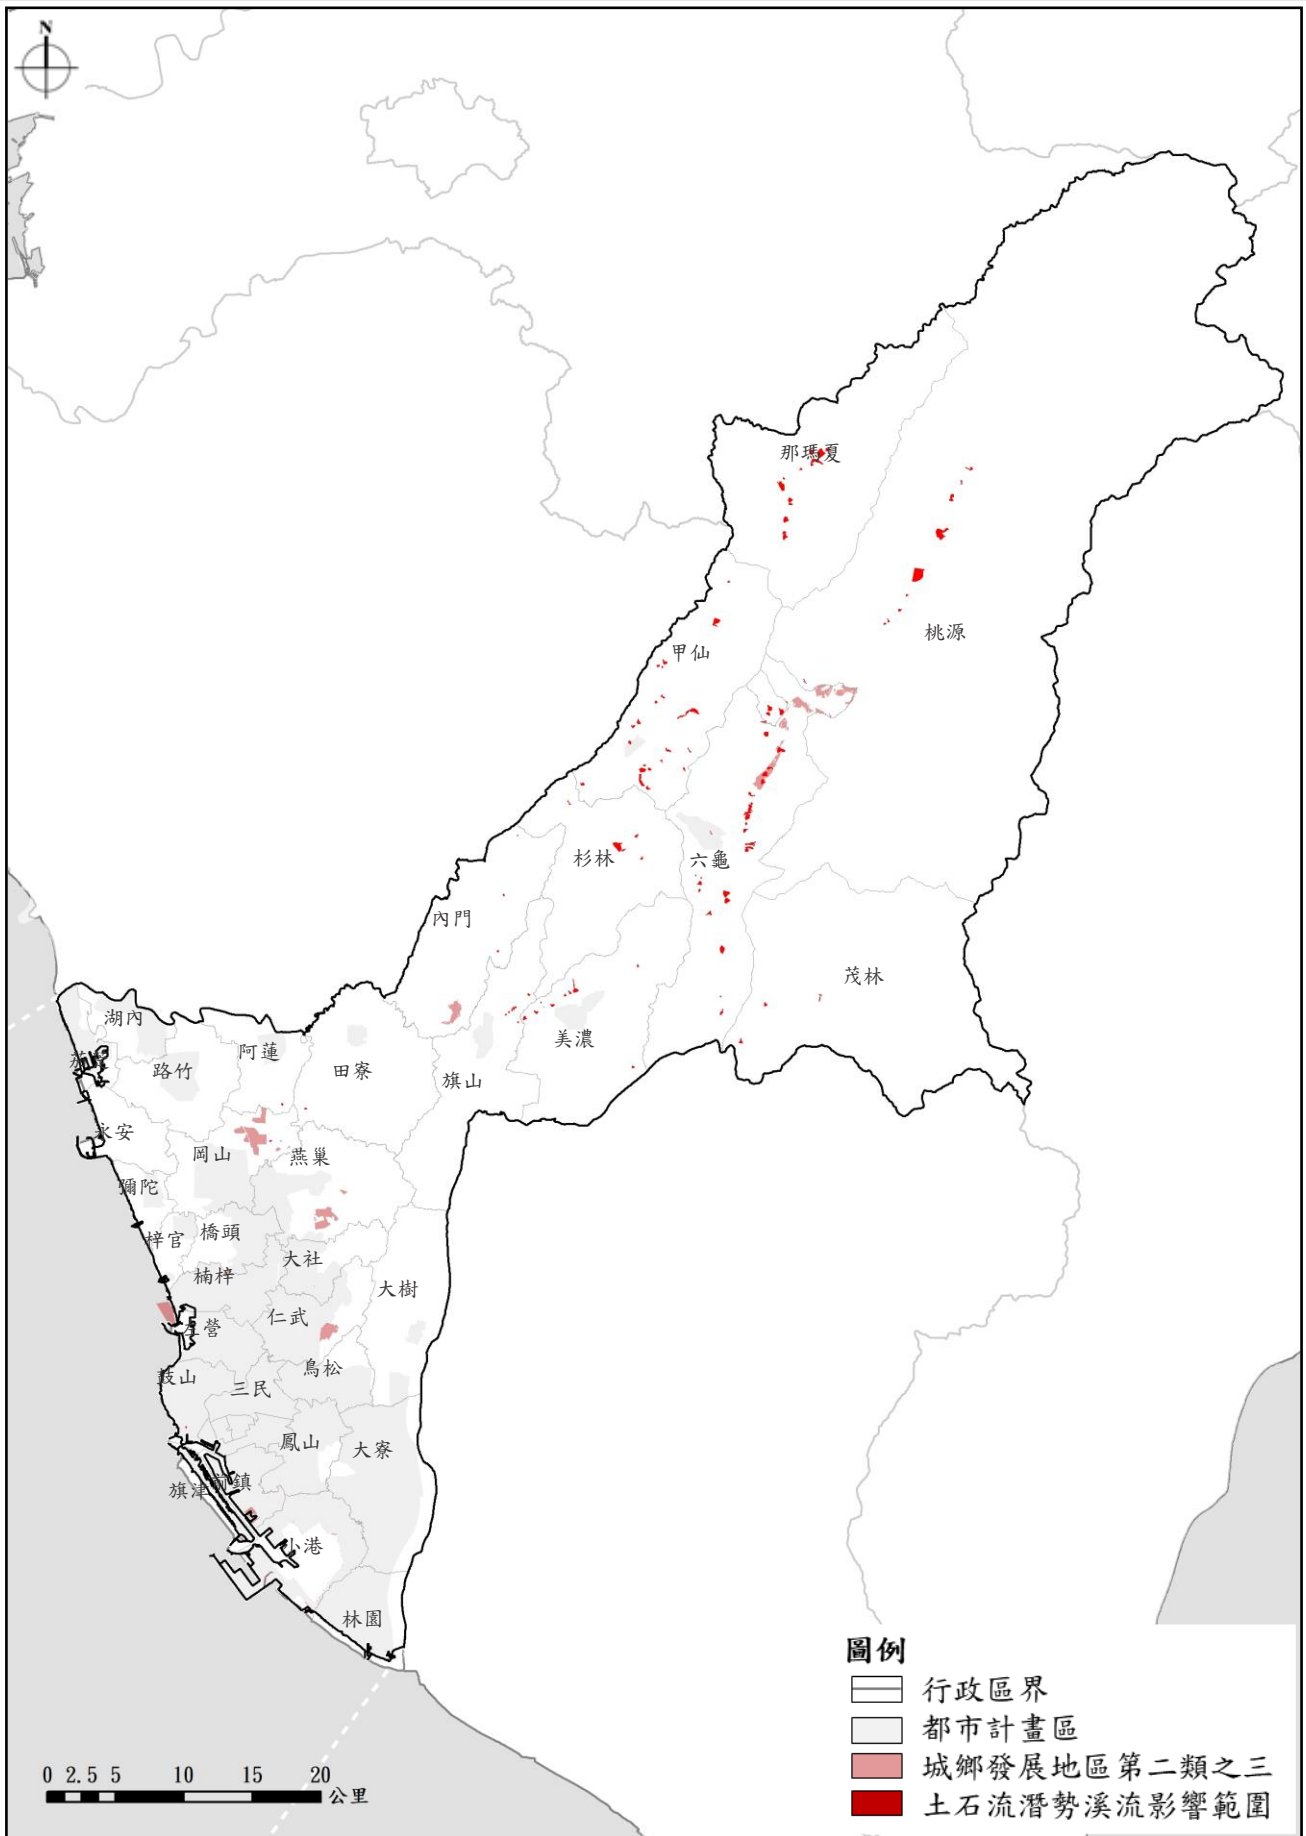 N
那瑪夏
桃源
甲仙
杉林
六龜
內門
茂林
湖內
美濃
阿蓮
路竹
田寮
旗山
永安
岡山
燕巢
彌陀
橋頭
梓官
大社
楠梓
大樹
仁武
左營
鳥松
鼓山
三民
鳳山
大寮
旗津
前鎮
小港
林園
圖例
行政區界
都市計畫區
城鄉發展地區第二類之三
土石流潛勢溪流影響範圍
0 2.5 5 10 15 20
公里